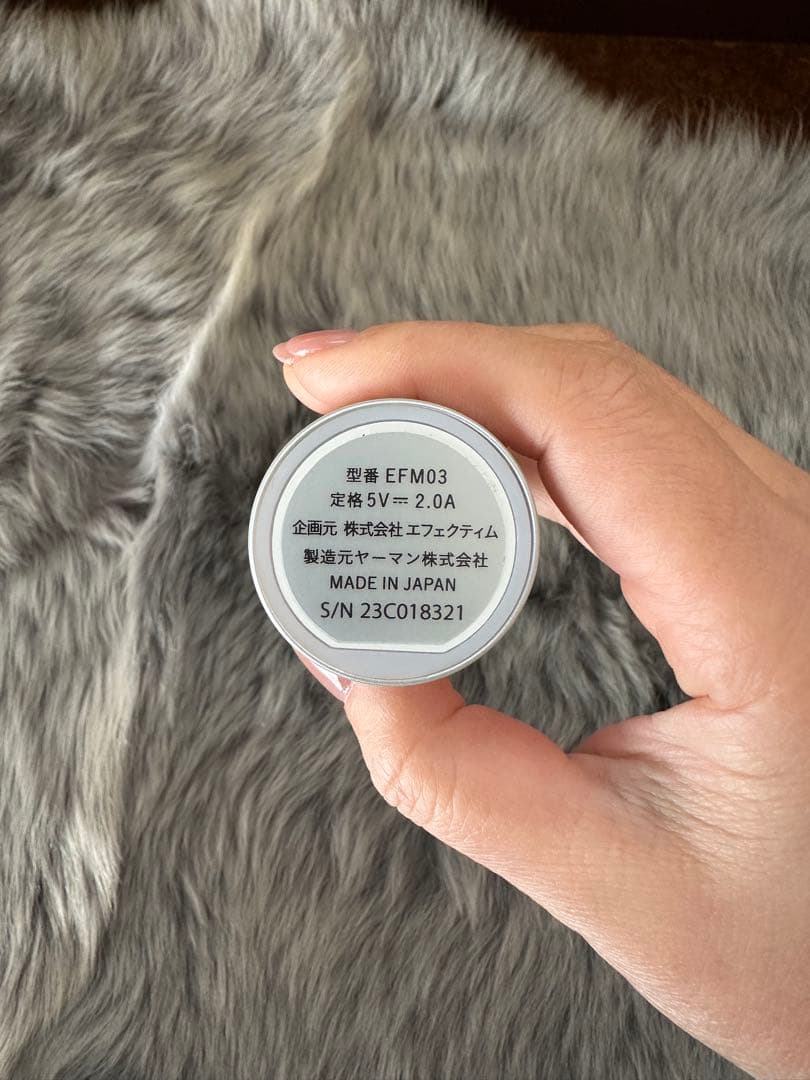 型番 EFM03
定格 5V⎓ 2.0A
企画元 株式会社エフェクティム
製造元ヤーマン株式会社
MADE IN JAPAN
S/N 23C018321